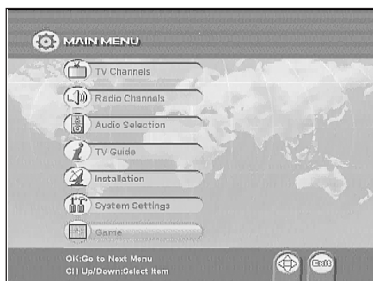 MAIN MENU
TV Channels
Radio Channels
Audio Selection
TV Guide
Installation
System Settings
Game
OK:Go to Next Menu
CH Up/Down:Select Item
Exit